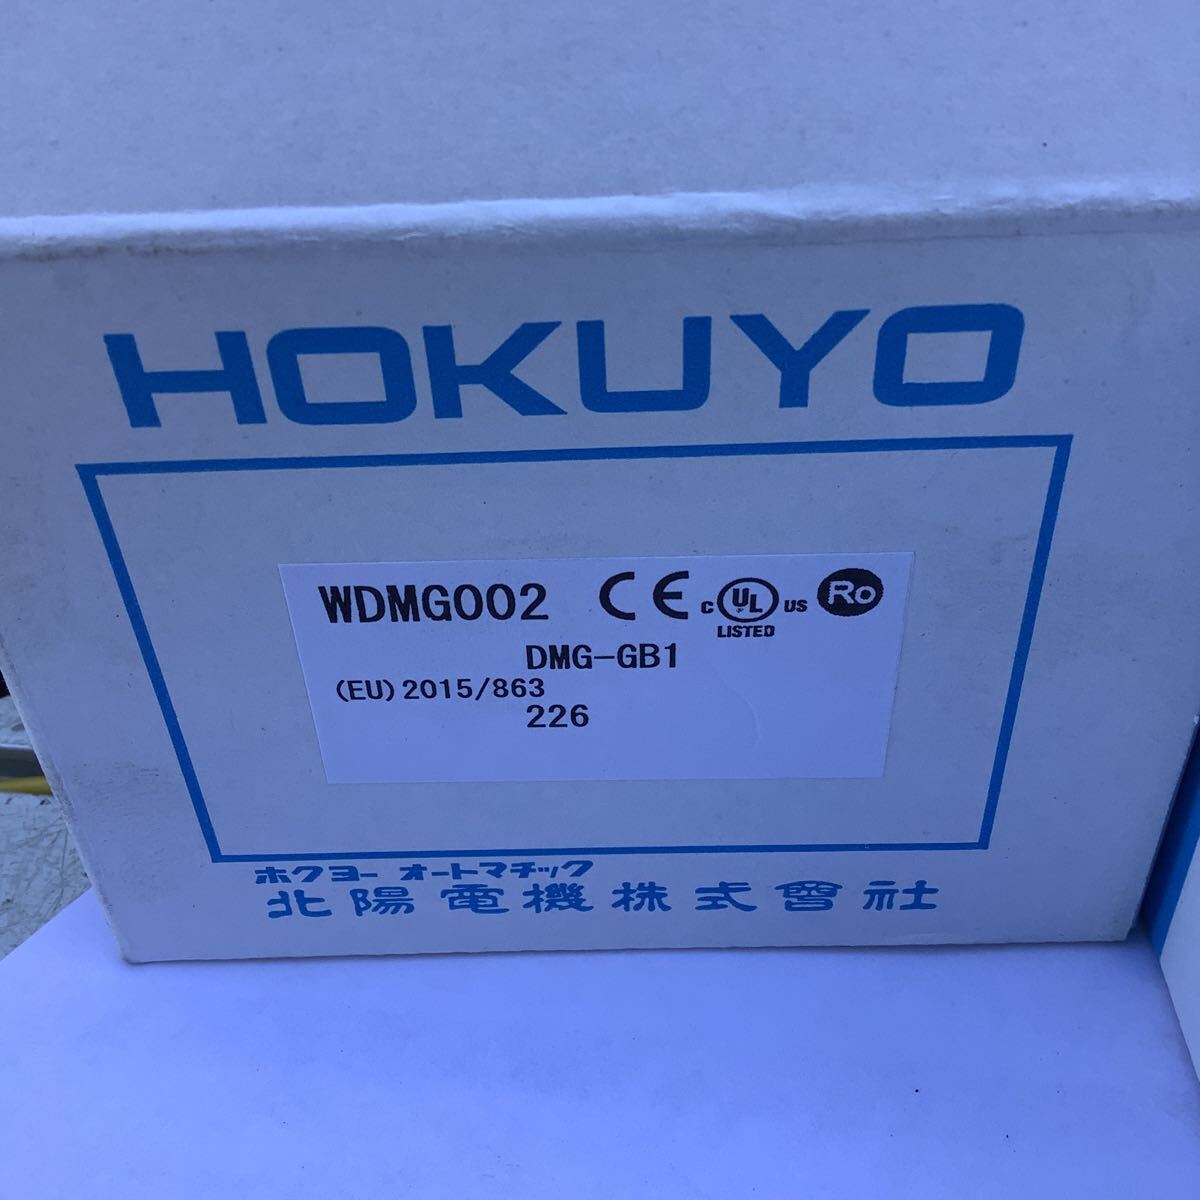 HOKUYO
WDMG002 CE c UL US LISTED Ro
DMG-GB1
(EU)2015/863
226
ホクヨー オートマチック
北陽電機株式會社